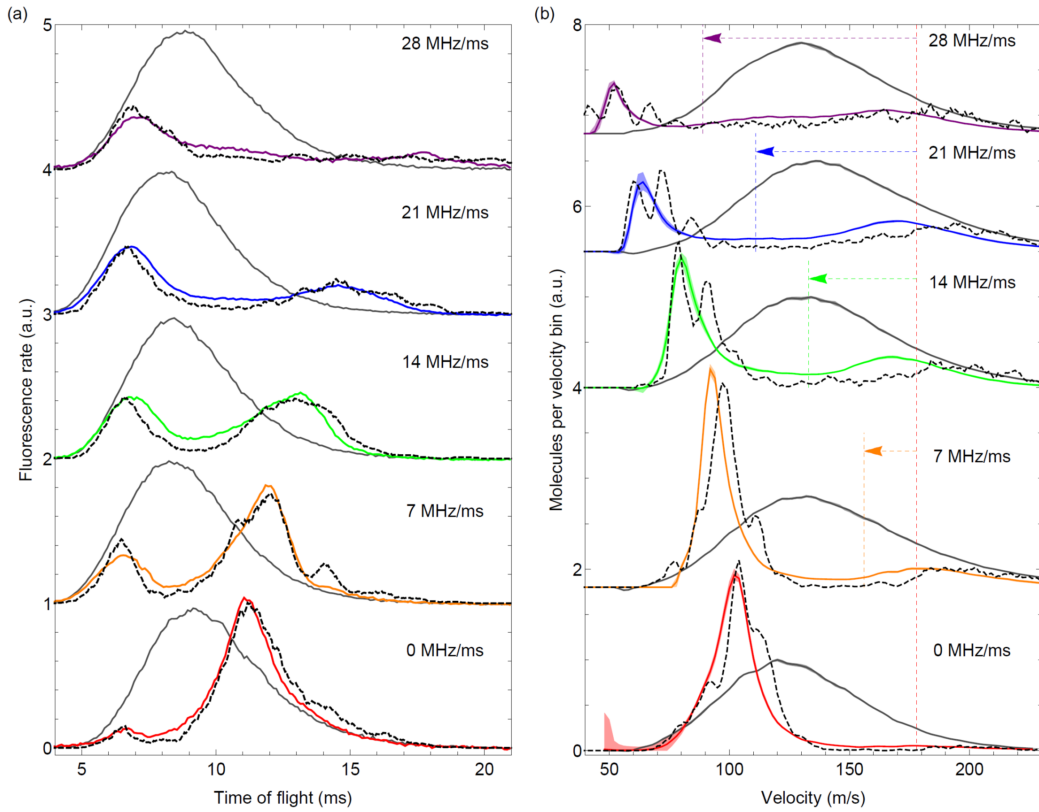 (a)
5
28 MHz/ms
4
21 MHz/ms
3
14 MHz/ms
2
7 MHz/ms
1
0 MHz/ms
0
5 10 15 20
Time of flight (ms)
Fluorescence rate (a.u.)
(b)
8
28 MHz/ms
21 MHz/ms
6
14 MHz/ms
4
7 MHz/ms
2
0 MHz/ms
0
50 100 150 200
Velocity (m/s)
Molecules per velocity bin (a.u.)